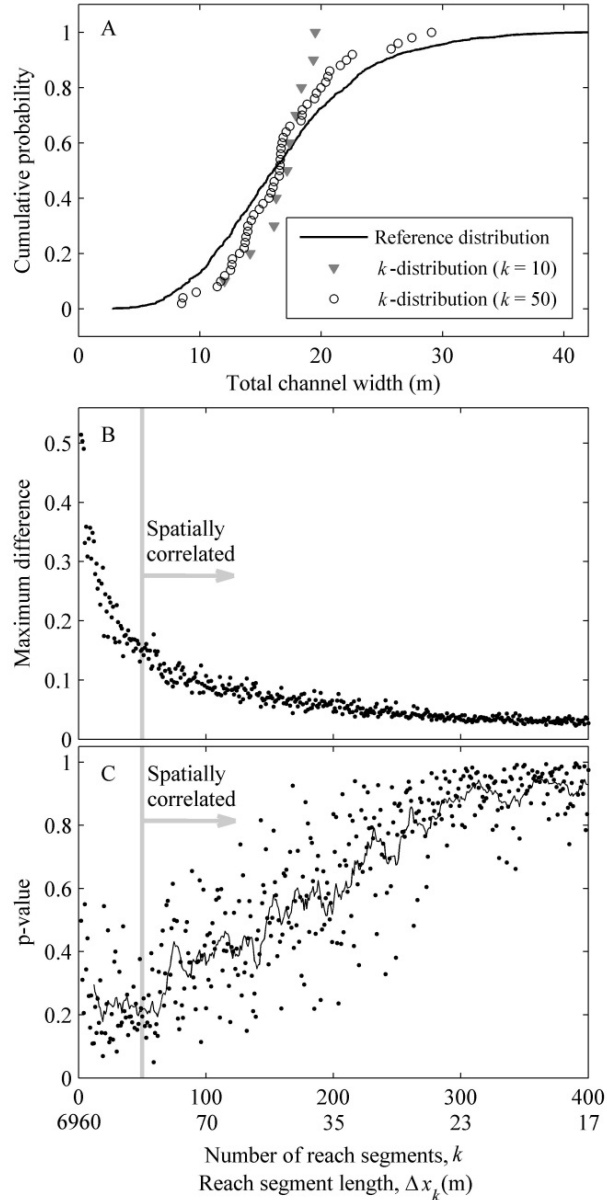 A
1
0.8
0.6
0.4
0.2
0
Cumulative probability
Reference distribution
k-distribution (k = 10)
k-distribution (k = 50)
0 10 20 30 40
Total channel width (m)
B
0.5
0.4
0.3
0.2
0.1
0
Maximum difference
Spatially
correlated
C
1
0.8
0.6
0.4
0.2
0
p-value
Spatially
correlated
0 100 200 300 400
6960 70 35 23 17
Number of reach segments, k
Reach segment length, Δxₖ(m)